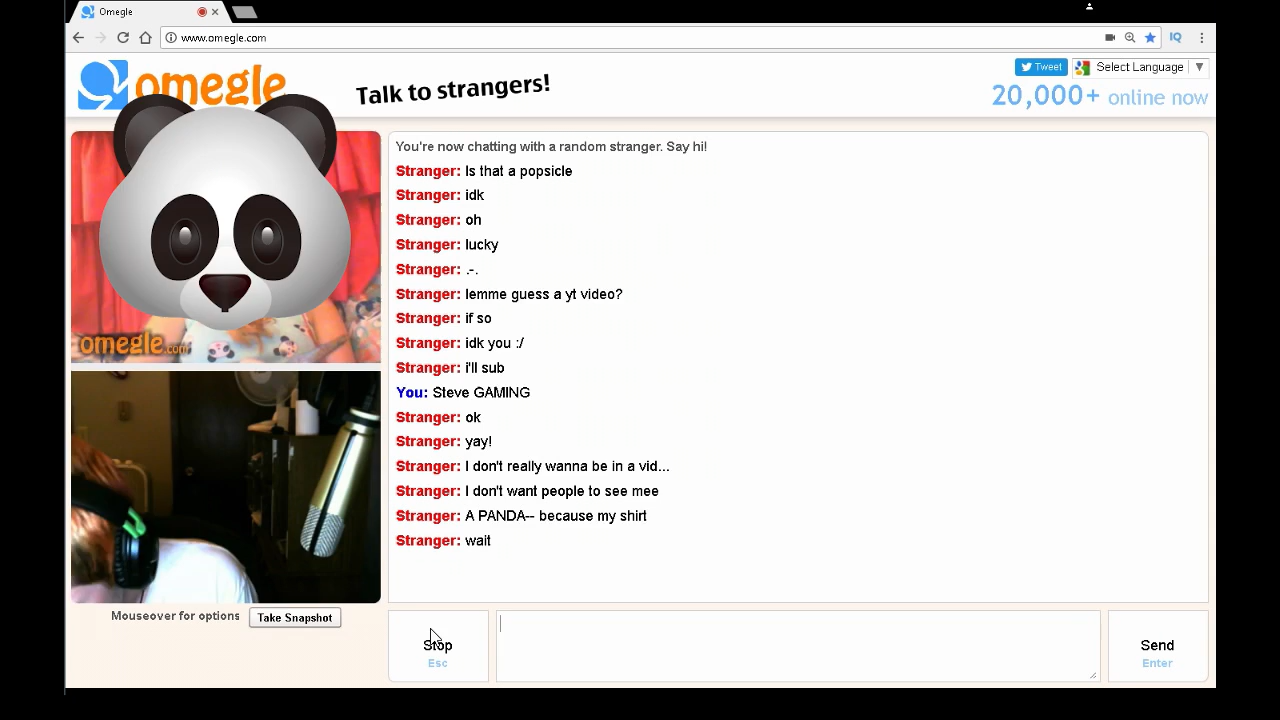 Omegle
www.omegle.com
IQ
omegle
Talk to strangers!
Tweet
Select Language
20,000+ online now
You're now chatting with a random stranger. Say hi!
Stranger: Is that a popsicle
Stranger: idk
Stranger: oh
Stranger: lucky
Stranger: .-.
Stranger: lemme guess a yt video?
Stranger: if so
Stranger: idk you :/
Stranger: i'll sub
You: Steve GAMING
Stranger: ok
Stranger: yay!
Stranger: I don't really wanna be in a vid...
Stranger: I don't want people to see mee
Stranger: A PANDA-- because my shirt
Stranger: wait
omegle.com
Mouseover for options
Take Snapshot
Stop
Esc
Send
Enter